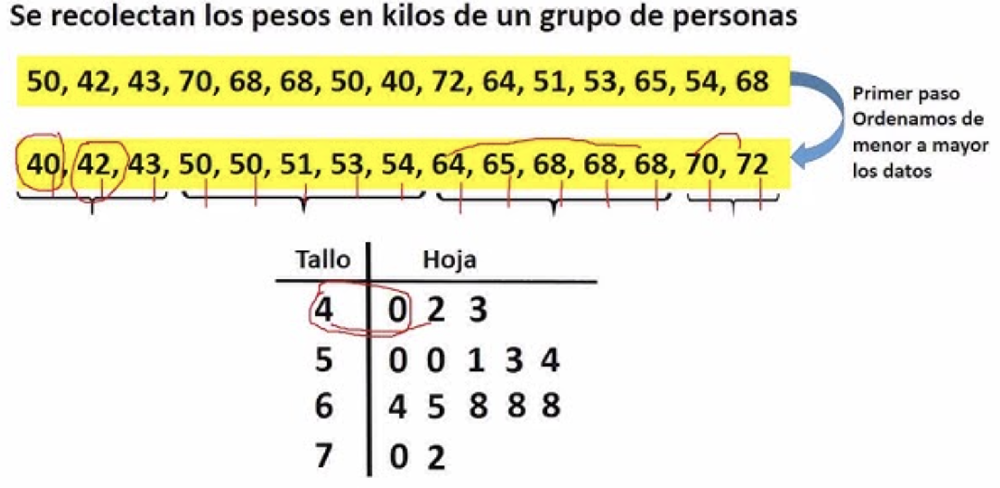 Se recolectan los pesos en kilos de un grupo de personas
50, 42, 43, 70, 68, 68, 50, 40, 72, 64, 51, 53, 65, 54, 68
Primer paso
Ordenamos de
menor a mayor
los datos
40, 42, 43, 50, 50, 51, 53, 54, 64, 65, 68, 68, 68, 70, 72
Tallo Hoja
4 0 2 3
5 0 0 1 3 4
6 4 5 8 8 8
7 0 2